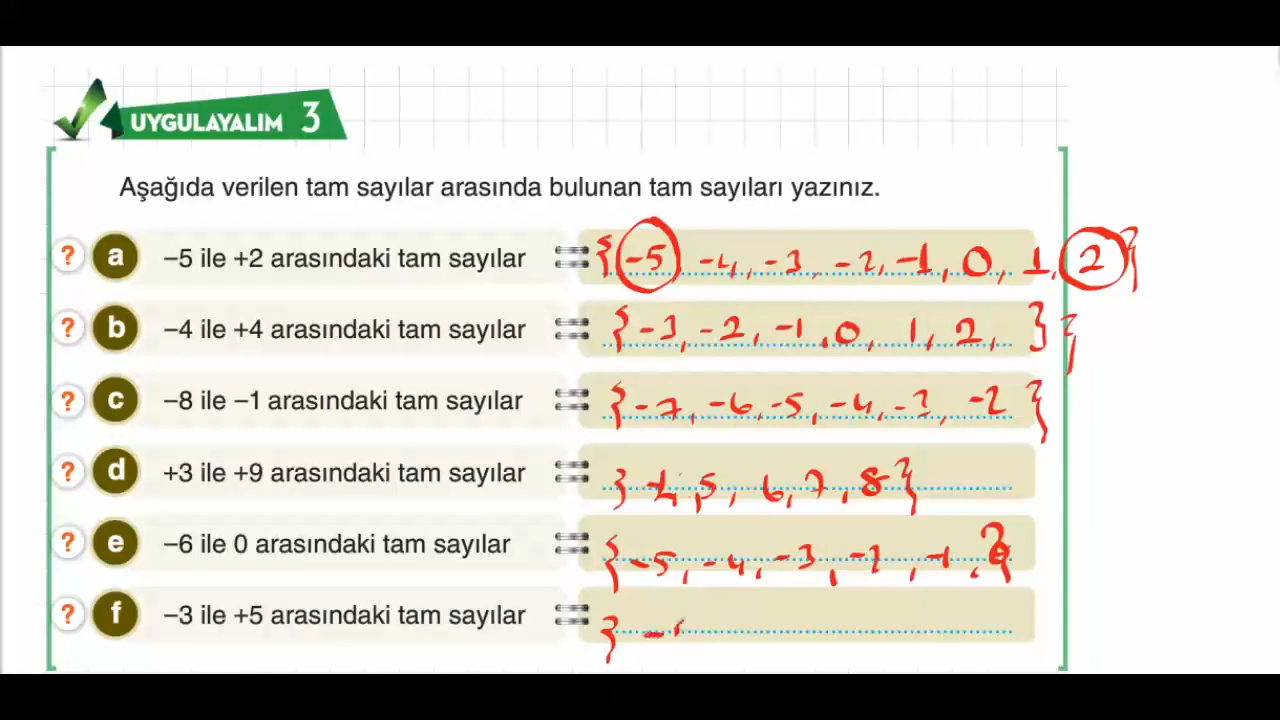 UYGULAYALIM 3
Aşağıda verilen tam sayılar arasında bulunan tam sayıları yazınız.
? a −5 ile +2 arasındaki tam sayılar = {-5, -4, -3, -2, -1, 0, 1, 2}
? b −4 ile +4 arasındaki tam sayılar = {-3, -2, -1, 0, 1, 2, } }
? c −8 ile −1 arasındaki tam sayılar = {-7, -6, -5, -4, -3, -2}
? d +3 ile +9 arasındaki tam sayılar = } 4, 5, 6, 7, 8 }
? e −6 ile 0 arasındaki tam sayılar = {-5, -4, -3, -2, -1, }
? f −3 ile +5 arasındaki tam sayılar = } -